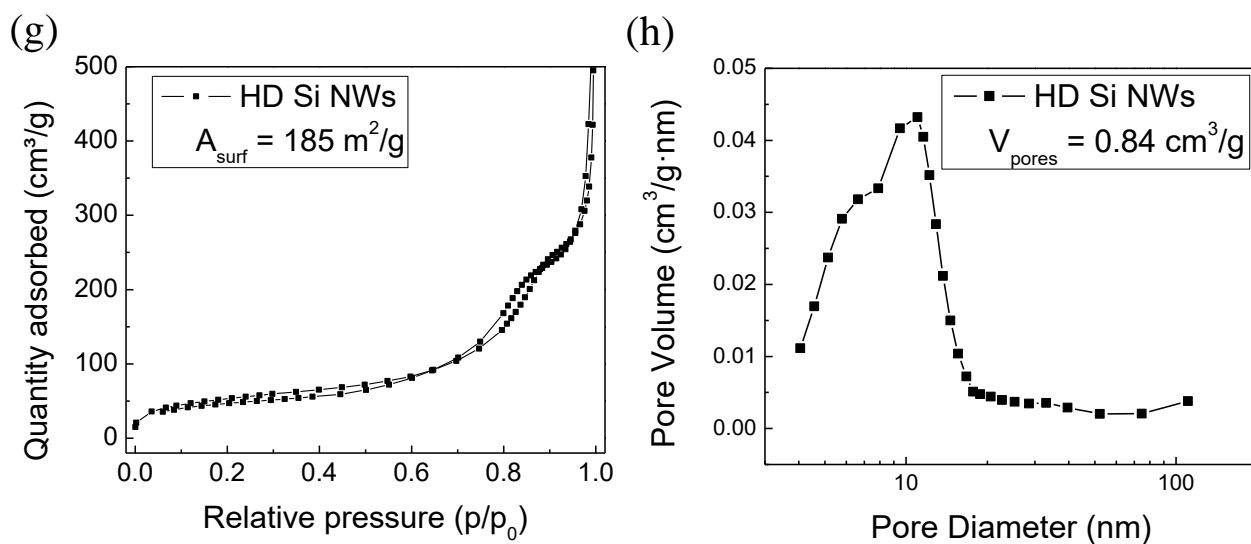 (g)
500
400
300
200
100
0
Quantity adsorbed (cm³/g)
HD Si NWs
A_surf = 185 m²/g
0.0 0.2 0.4 0.6 0.8 1.0
Relative pressure (p/p₀)
(h)
0.05
0.04
0.03
0.02
0.01
0.00
Pore Volume (cm³/g·nm)
HD Si NWs
V_pores = 0.84 cm³/g
10 100
Pore Diameter (nm)